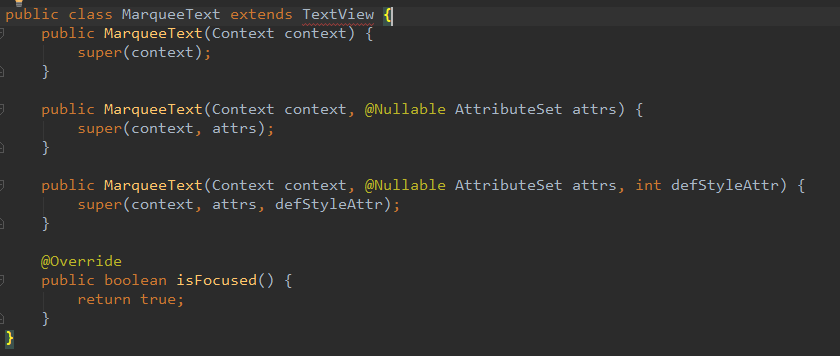 public class MarqueeText extends TextView {
    public MarqueeText(Context context) {
        super(context);
    }

    public MarqueeText(Context context, @Nullable AttributeSet attrs) {
        super(context, attrs);
    }

    public MarqueeText(Context context, @Nullable AttributeSet attrs, int defStyleAttr) {
        super(context, attrs, defStyleAttr);
    }

    @Override
    public boolean isFocused() {
        return true;
    }
}